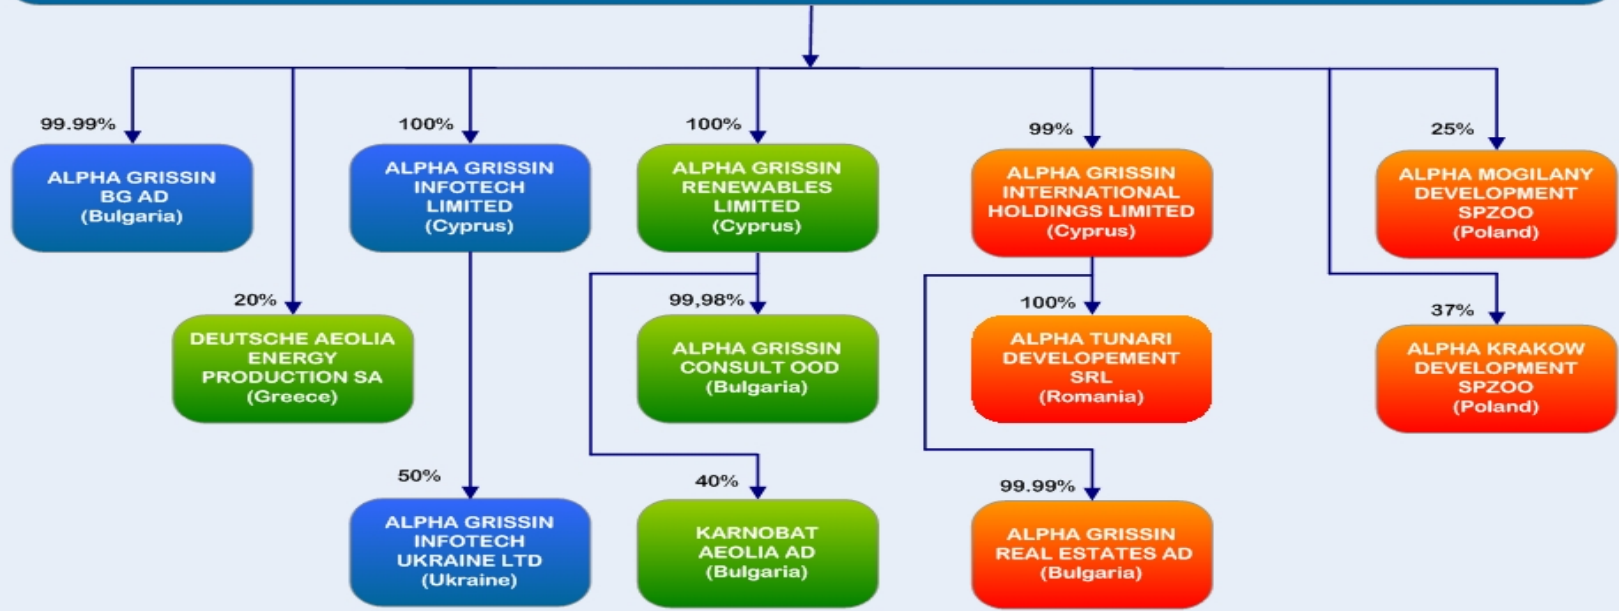 99.99%
ALPHA GRISSIN
BG AD
(Bulgaria)
20%
DEUTSCHE AEOLIA
ENERGY
PRODUCTION SA
(Greece)
100%
ALPHA GRISSIN
INFOTECH
LIMITED
(Cyprus)
50%
ALPHA GRISSIN
INFOTECH
UKRAINE LTD
(Ukraine)
100%
ALPHA GRISSIN
RENEWABLES
LIMITED
(Cyprus)
99,98%
ALPHA GRISSIN
CONSULT OOD
(Bulgaria)
40%
KARNOBAT
AEOLIA AD
(Bulgaria)
99%
ALPHA GRISSIN
INTERNATIONAL
HOLDINGS LIMITED
(Cyprus)
100%
ALPHA TUNARI
DEVELOPEMENT
SRL
(Romania)
99.99%
ALPHA GRISSIN
REAL ESTATES AD
(Bulgaria)
25%
ALPHA MOGILANY
DEVELOPMENT
SPZOO
(Poland)
37%
ALPHA KRAKOW
DEVELOPMENT
SPZOO
(Poland)